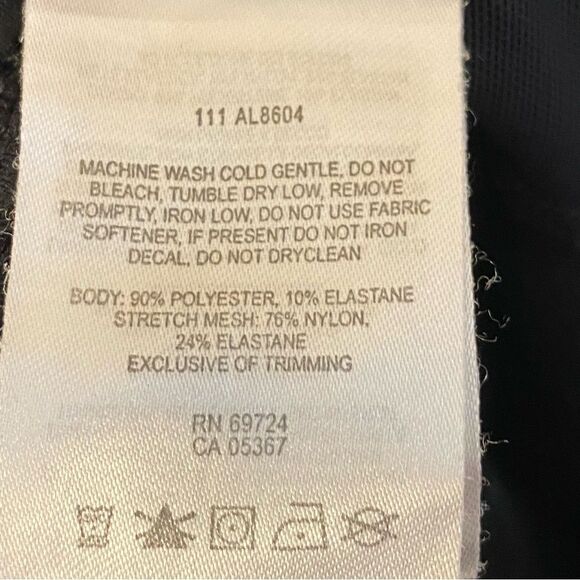 111 AL8604
MACHINE WASH COLD GENTLE, DO NOT
BLEACH, TUMBLE DRY LOW, REMOVE
PROMPTLY, IRON LOW, DO NOT USE FABRIC
SOFTENER, IF PRESENT DO NOT IRON
DECAL, DO NOT DRYCLEAN
BODY: 90% POLYESTER, 10% ELASTANE
STRETCH MESH: 76% NYLON,
24% ELASTANE
EXCLUSIVE OF TRIMMING
RN 69724
CA 05367